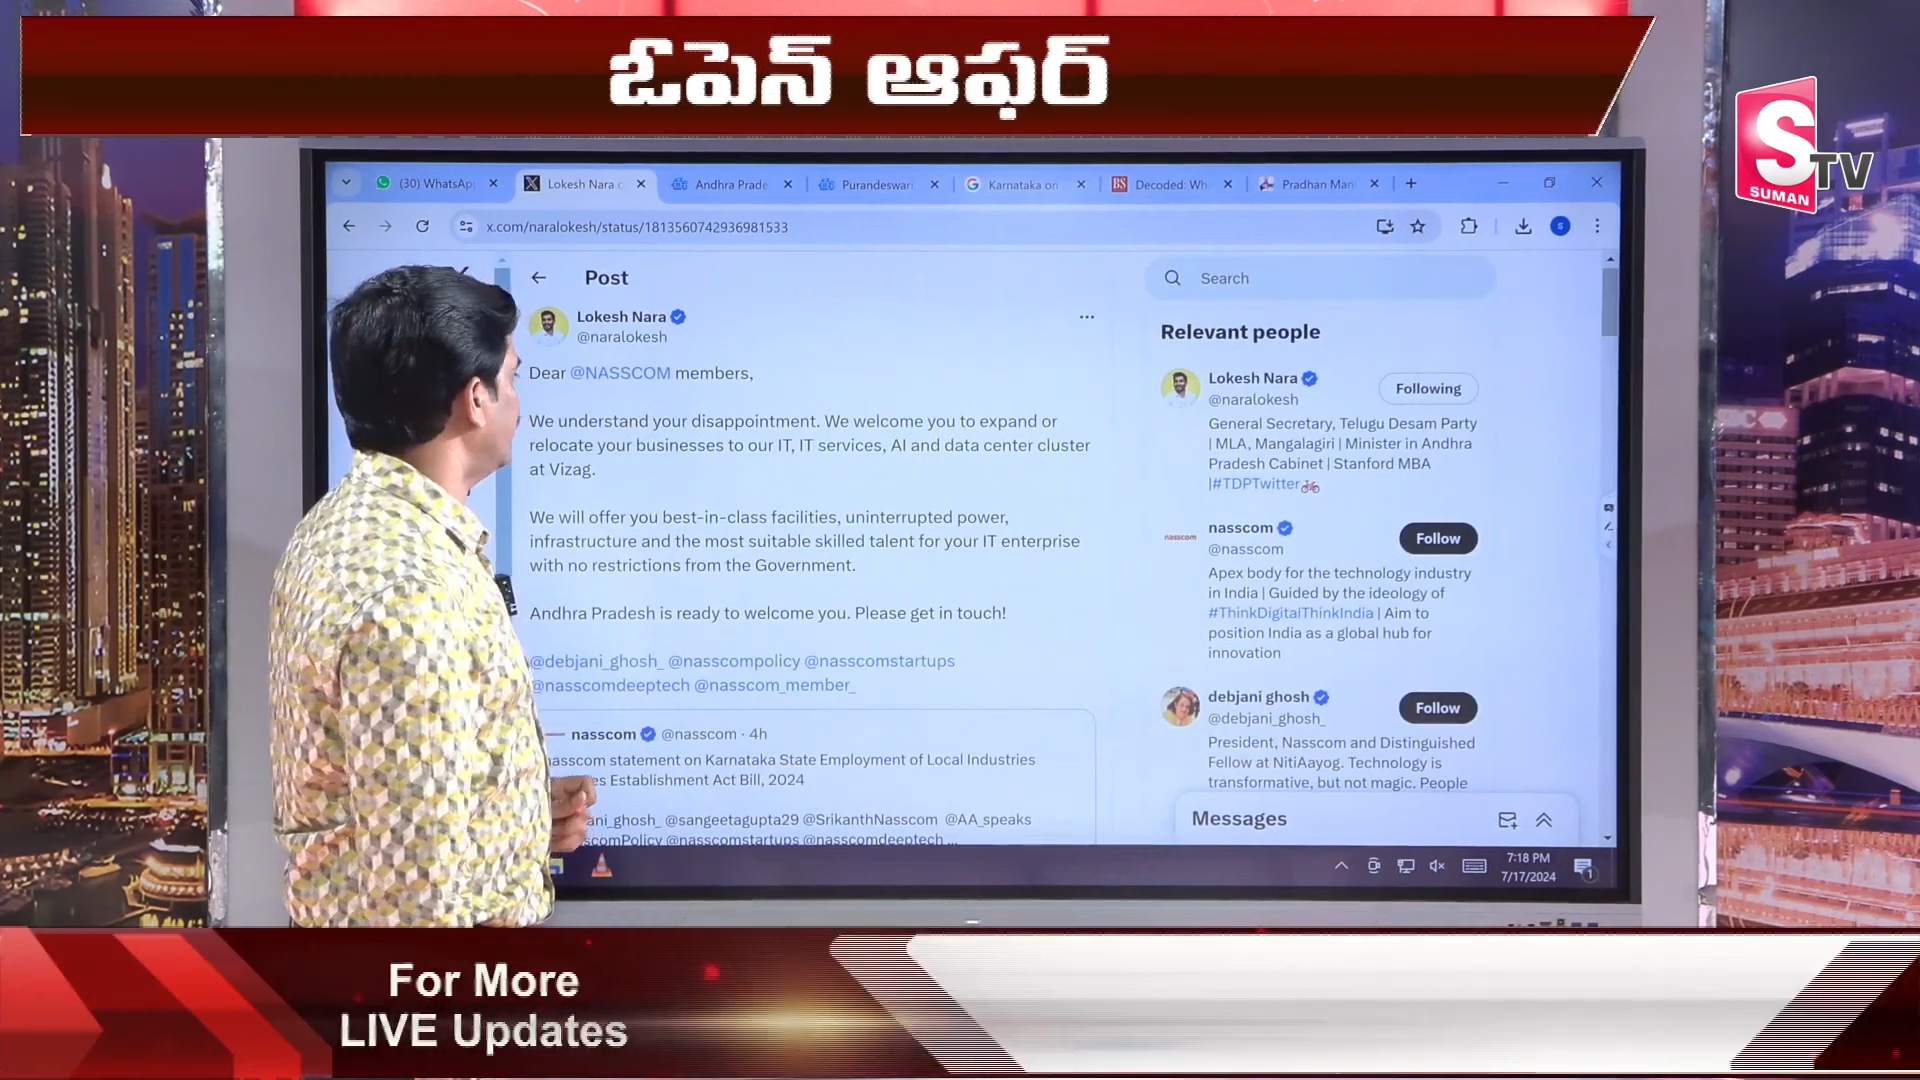 ఓపెన్ ఆఫర్
S
TV
SUMAN
(30) WhatsAp
Lokesh Nara
Andhra Prade
Purandeswari
Karnataka on
BS Decoded: Wh
Pradhan Man
x.com/naralokesh/status/1813560742936981533
S
Post
Search
Lokesh Nara
@naralokesh
Dear @NASSCOM members,
We understand your disappointment. We welcome you to expand or
relocate your businesses to our IT, IT services, AI and data center cluster
at Vizag.
We will offer you best-in-class facilities, uninterrupted power,
infrastructure and the most suitable skilled talent for your IT enterprise
with no restrictions from the Government.
Andhra Pradesh is ready to welcome you. Please get in touch!
@debjani_ghosh_ @nasscompolicy @nasscomstartups
@nasscomdeeptech @nasscom_member_
nasscom @nasscom · 4h
nasscom statement on Karnataka State Employment of Local Industries
es Establishment Act Bill, 2024
ani_ghosh_ @sangeetagupta29 @SrikanthNasscom @AA_speaks
scomPolicy @nasscomstartups @nasscomdeeptech ...
Relevant people
Lokesh Nara
@naralokesh
Following
General Secretary, Telugu Desam Party
| MLA, Mangalagiri | Minister in Andhra
Pradesh Cabinet | Stanford MBA
|#TDPTwitter
nasscom
nasscom
@nasscom
Follow
Apex body for the technology industry
in India | Guided by the ideology of
#ThinkDigitalThinkIndia | Aim to
position India as a global hub for
innovation
debjani ghosh
@debjani_ghosh_
Follow
President, Nasscom and Distinguished
Fellow at NitiAayog. Technology is
transformative, but not magic. People
Messages
7:18 PM
7/17/2024
1
For More
LIVE Updates